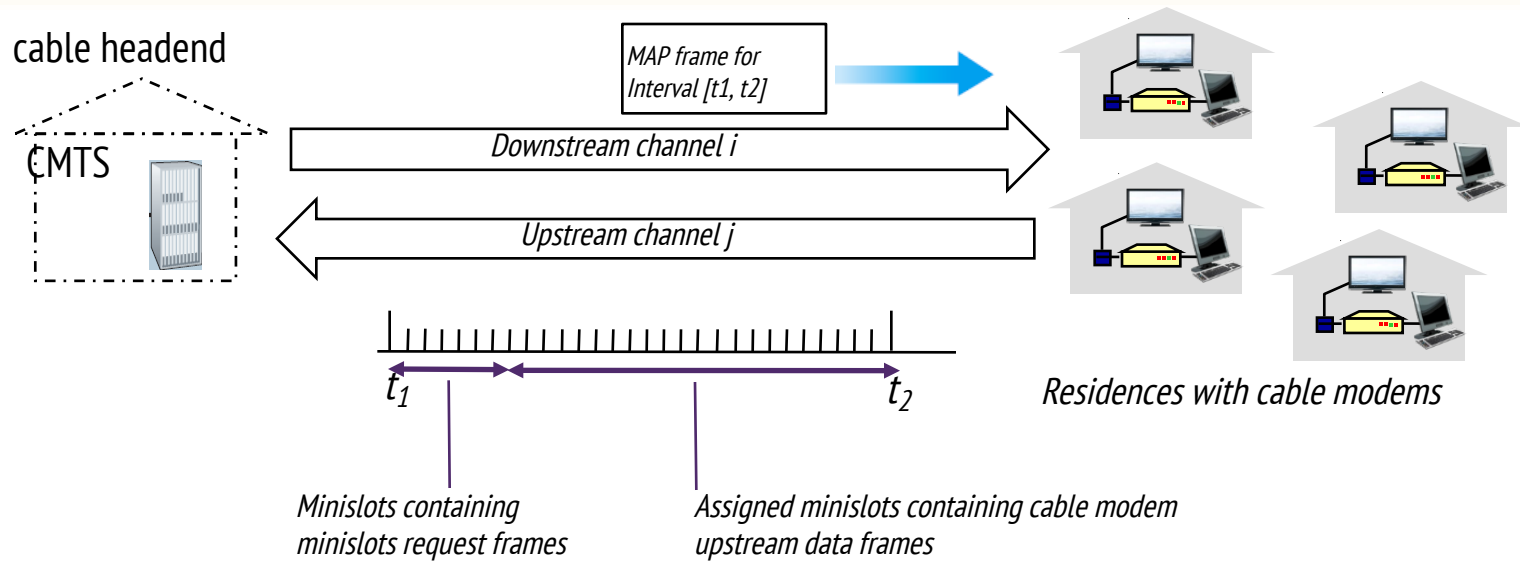 cable headend
MAP frame for
Interval [t1, t2]
CMTS
Downstream channel i
Upstream channel j
t1
t2
Residences with cable modems
Minislots containing
minislots request frames
Assigned minislots containing cable modem
upstream data frames